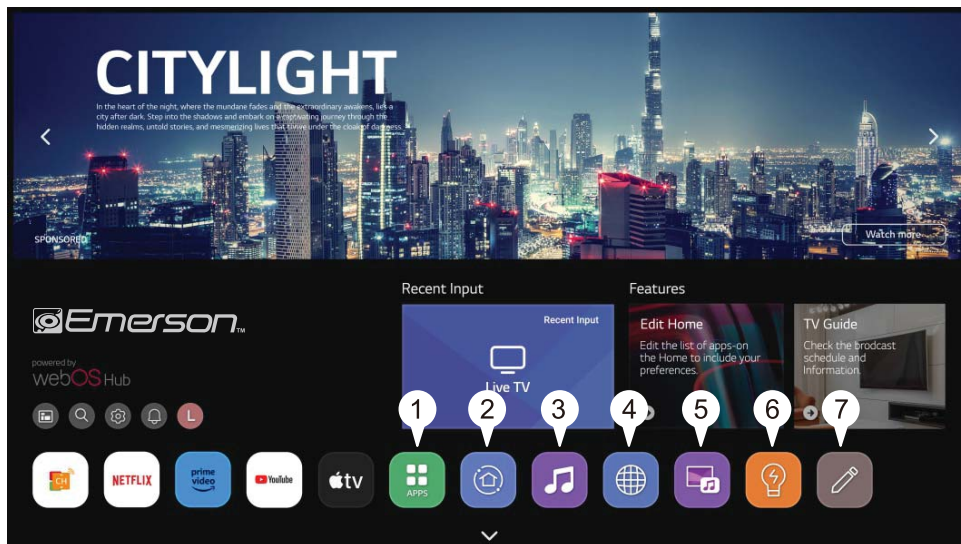 CITYLIGHT
In the heart of the night, where the mundane fades and the extraordinary awakens, lies a
city after dark. Step into the shadows and embark on a captivating journey through the
hidden realms, untold stories, and mesmerizing lives that thrive under the cloak of darkness.
SPONSORED
Watch more
Recent Input
Features
Emerson™
powered by
webOS Hub
Recent Input
Live TV
Edit Home
Edit the list of apps-on
the Home to include your
preferences.
TV Guide
Check the brodcast
schedule and
Information.
L
1 2 3 4 5 6 7
CH
NETFLIX
prime
video
YouTube
tv
APPS